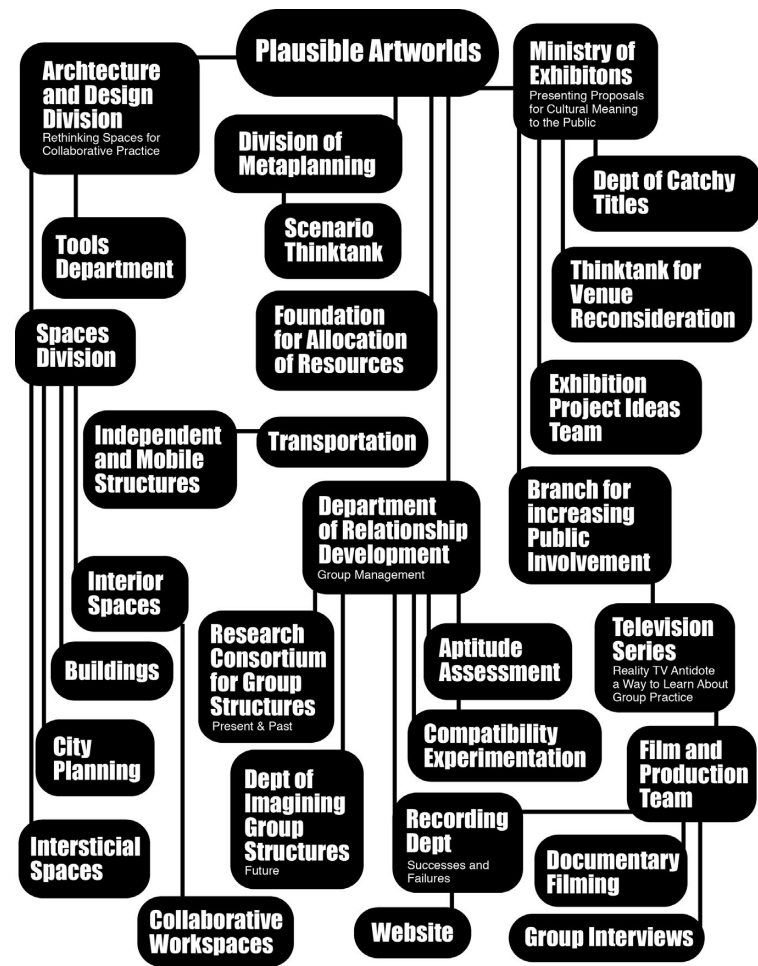 Plausible Artworlds
Archtecture
and Design
Division
Rethinking Spaces for
Collaborative Practice
Ministry of
Exhibitons
Presenting Proposals
for Cultural Meaning
to the Public
Division of
Metaplanning
Dept of Catchy
Titles
Scenario
Thinktank
Tools
Department
Thinktank for
Venue
Reconsideration
Foundation
for Allocation
of Resources
Spaces
Division
Exhibition
Project Ideas
Team
Independent
and Mobile
Structures
Transportation
Department
of Relationship
Development
Group Management
Branch for
increasing
Public
Involvement
Interior
Spaces
Research
Consortium
for Group
Structures
Present & Past
Aptitude
Assessment
Television
Series
Reality TV Antidote
a Way to Learn About
Group Practice
Buildings
City
Planning
Compatibility
Experimentation
Film and
Production
Team
Dept of
Imagining
Group
Structures
Future
Recording
Dept
Successes and
Failures
Intersticial
Spaces
Documentary
Filming
Collaborative
Workspaces
Website
Group Interviews